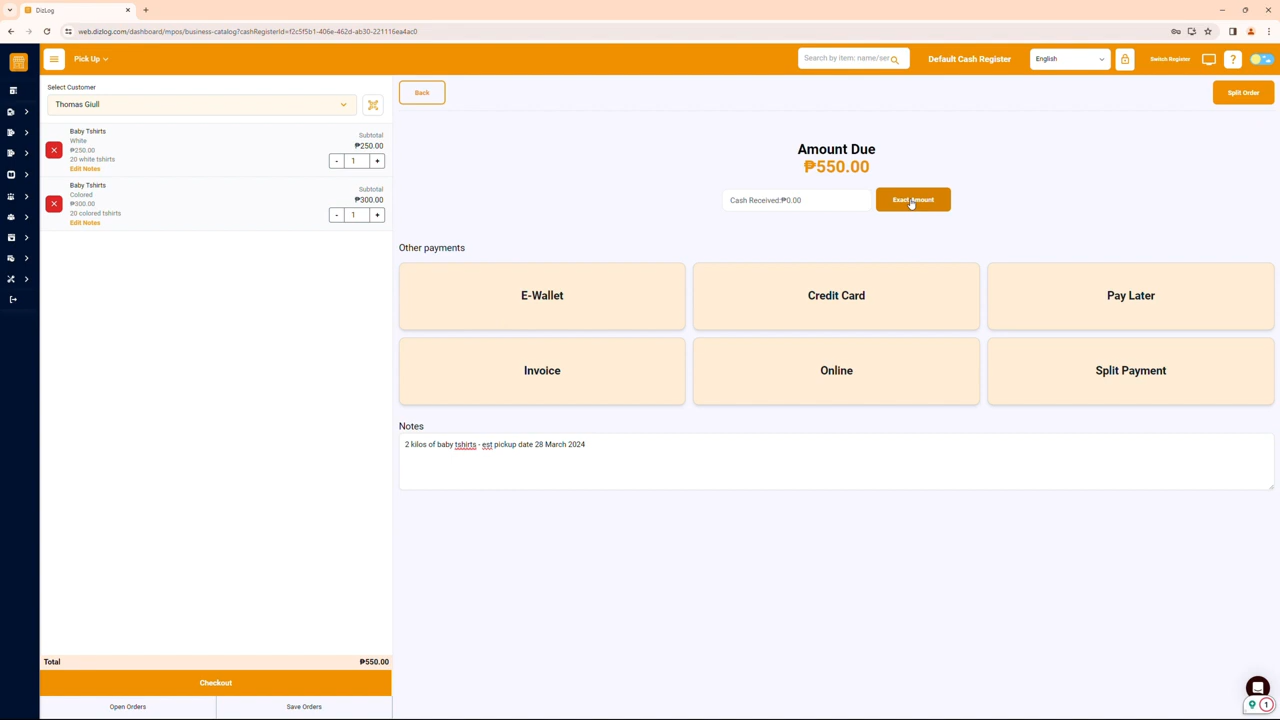 DizLog
web.dizlog.com/dashboard/mpos/business-catalog?cashRegisterId=f2c5f5b1-406e-462d-ab30-221116ea4ac0
Pick Up
Search by item: name/ser
Default Cash Register
English
Switch Register
?
Select Customer
Thomas Giull
Back
Split Order
Baby Tshirts
White
₱250.00
20 white tshirts
Edit Notes
Subtotal
₱250.00
- 1 +
Baby Tshirts
Colored
₱300.00
20 colored tshirts
Edit Notes
Subtotal
₱300.00
- 1 +
Amount Due
₱550.00
Cash Received:₱0.00
Exact Amount
Other payments
E-Wallet
Credit Card
Pay Later
Invoice
Online
Split Payment
Notes
2 kilos of baby tshirts - est pickup date 28 March 2024
Total ₱550.00
Checkout
Open Orders
Save Orders
1